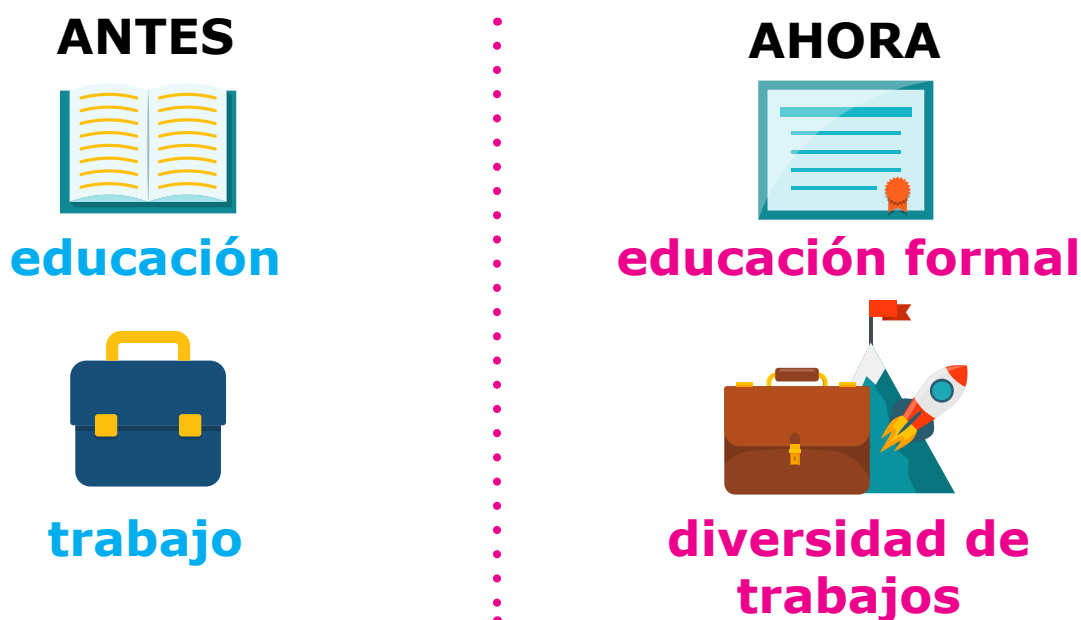 ANTES
educación
trabajo
AHORA
educación formal
diversidad de
trabajos